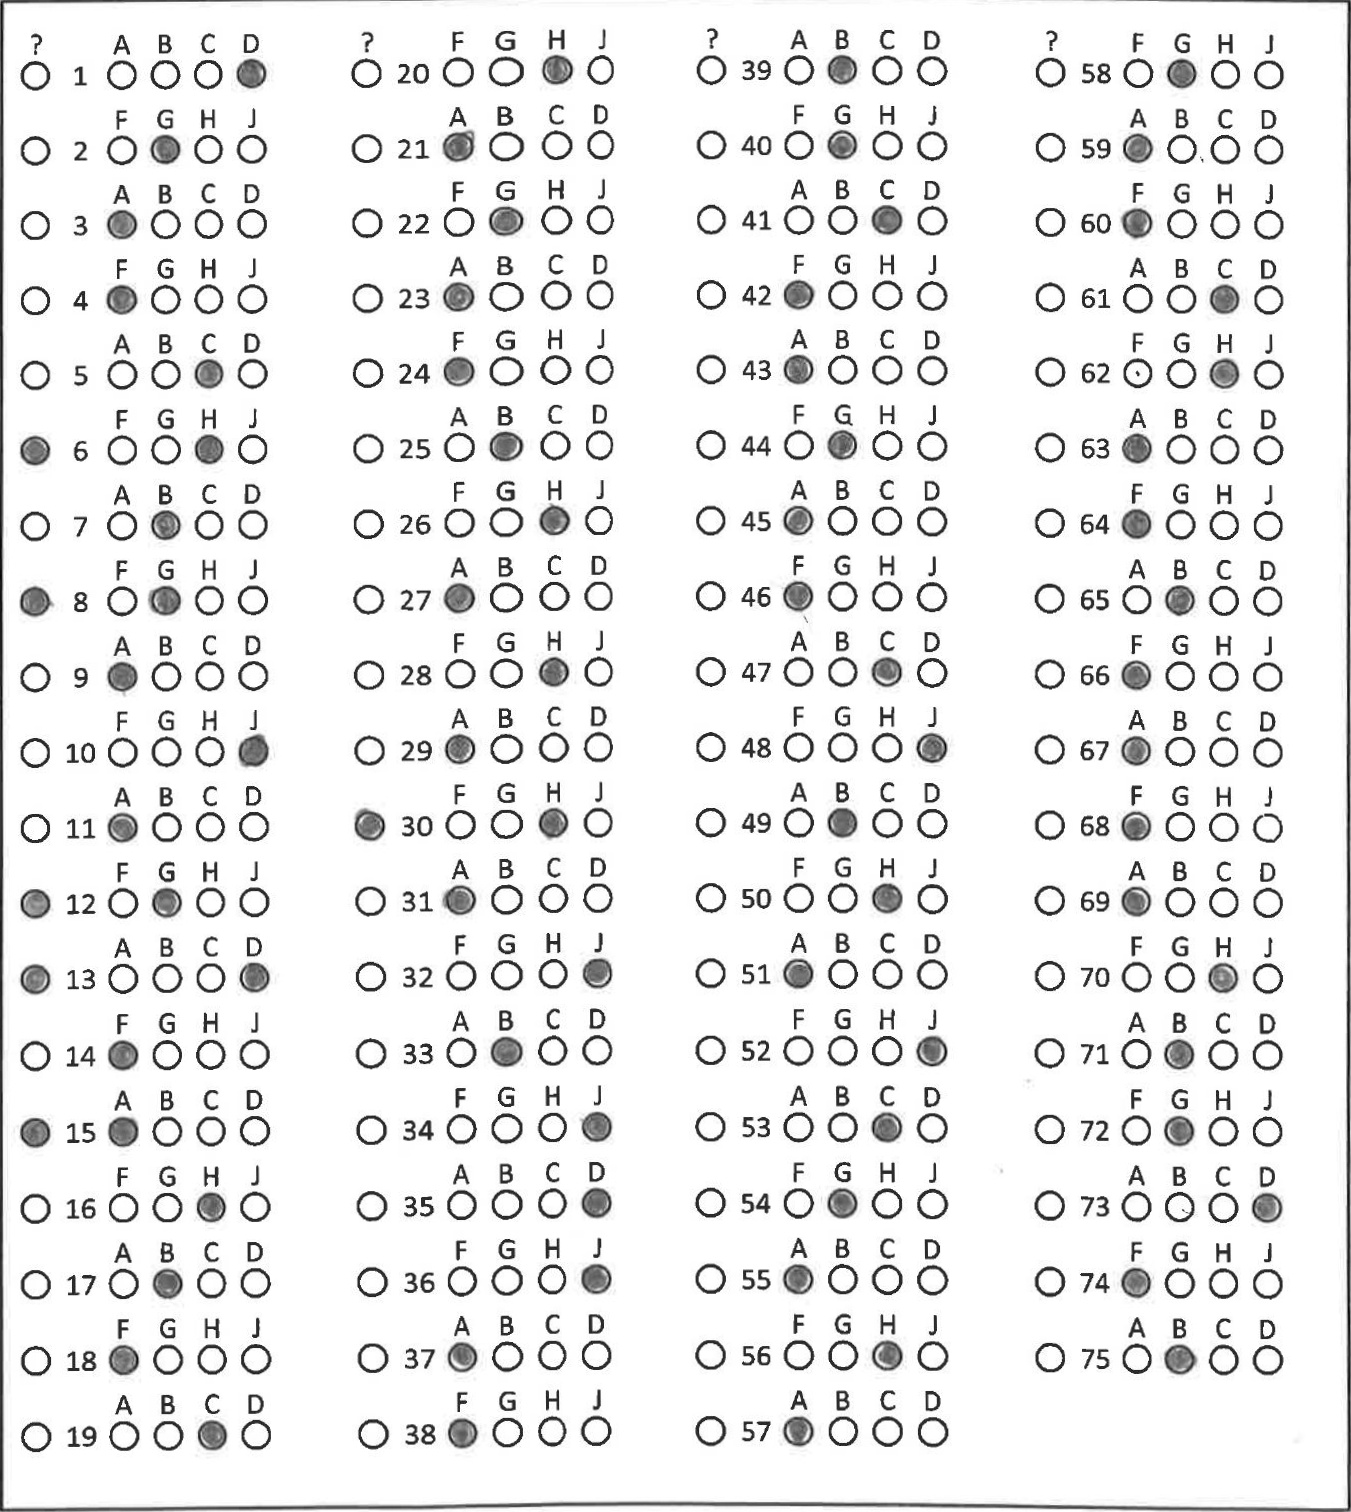 ? A B C D
1
F G H J
2
A B C D
3
F G H J
4
A B C D
5
F G H J
6
A B C D
7
F G H J
8
A B C D
9
F G H J
10
A B C D
11
F G H J
12
A B C D
13
F G H J
14
A B C D
15
F G H J
16
A B C D
17
F G H J
18
A B C D
19
? F G H J
20
A B C D
21
F G H J
22
A B C D
23
F G H J
24
A B C D
25
F G H J
26
A B C D
27
F G H J
28
A B C D
29
F G H J
30
A B C D
31
F G H J
32
A B C D
33
F G H J
34
A B C D
35
F G H J
36
A B C D
37
F G H J
38
? A B C D
39
F G H J
40
A B C D
41
F G H J
42
A B C D
43
F G H J
44
A B C D
45
F G H J
46
A B C D
47
F G H J
48
A B C D
49
F G H J
50
A B C D
51
F G H J
52
A B C D
53
F G H J
54
A B C D
55
F G H J
56
A B C D
57
? F G H J
58
A B C D
59
F G H J
60
A B C D
61
F G H J
62
A B C D
63
F G H J
64
A B C D
65
F G H J
66
A B C D
67
F G H J
68
A B C D
69
F G H J
70
A B C D
71
F G H J
72
A B C D
73
F G H J
74
A B C D
75